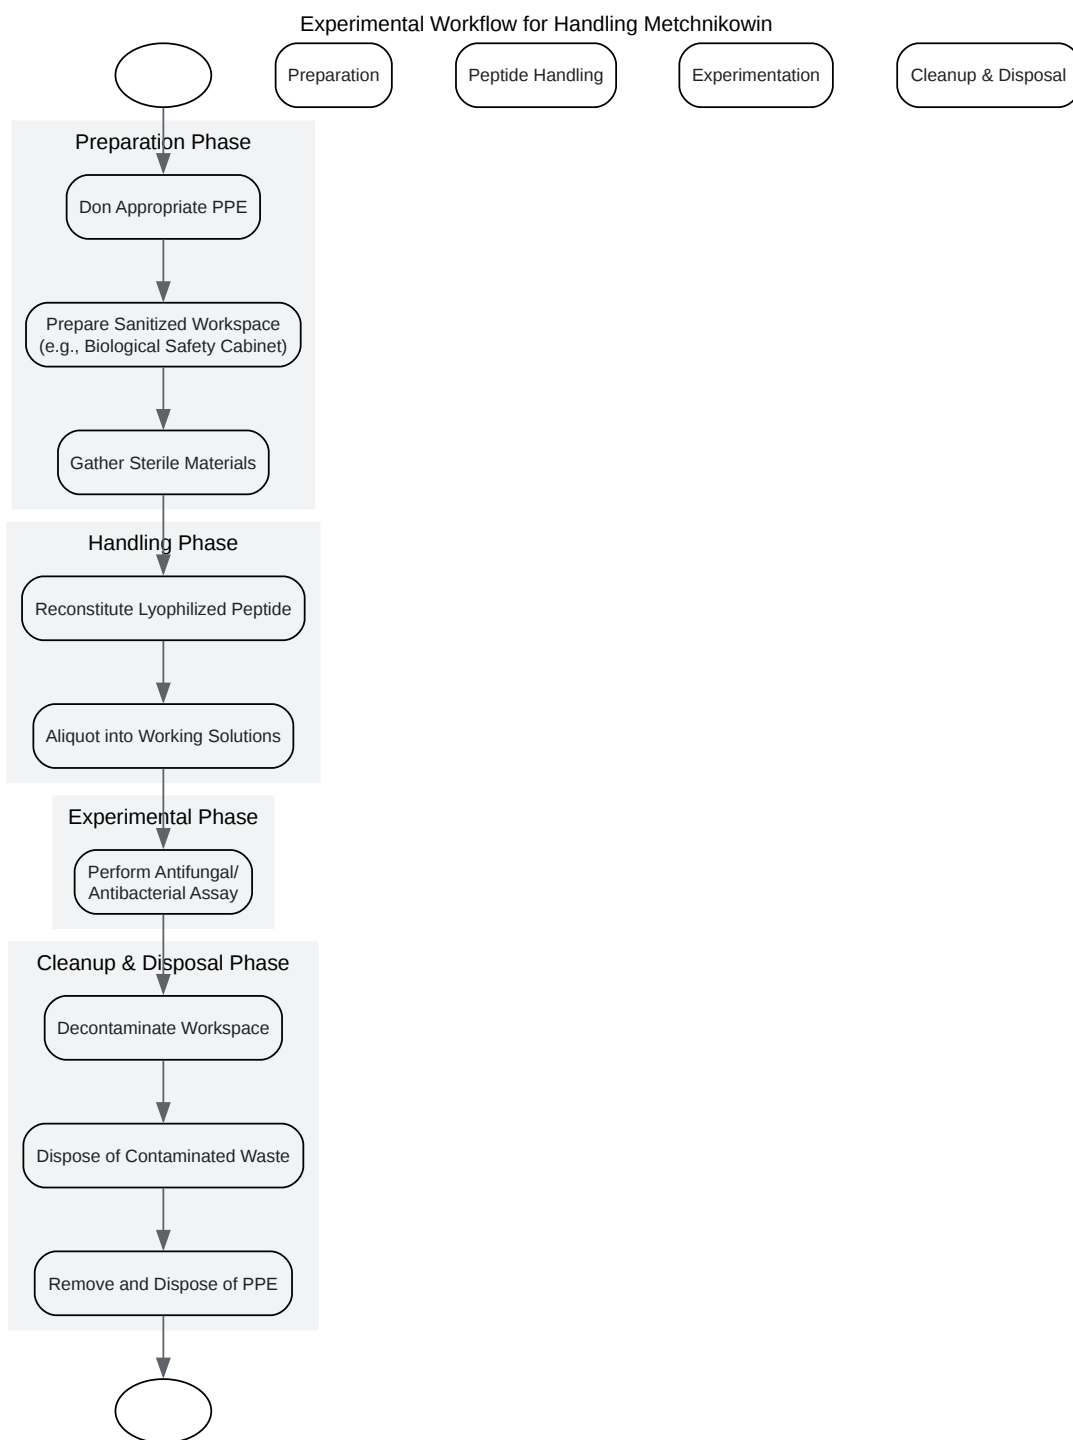 Experimental Workflow for Handling Metchnikowin
Preparation
Peptide Handling
Experimentation
Cleanup & Disposal
Preparation Phase
Don Appropriate PPE
Prepare Sanitized Workspace
(e.g., Biological Safety Cabinet)
Gather Sterile Materials
Handling Phase
Reconstitute Lyophilized Peptide
Aliquot into Working Solutions
Experimental Phase
Perform Antifungal/
Antibacterial Assay
Cleanup & Disposal Phase
Decontaminate Workspace
Dispose of Contaminated Waste
Remove and Dispose of PPE